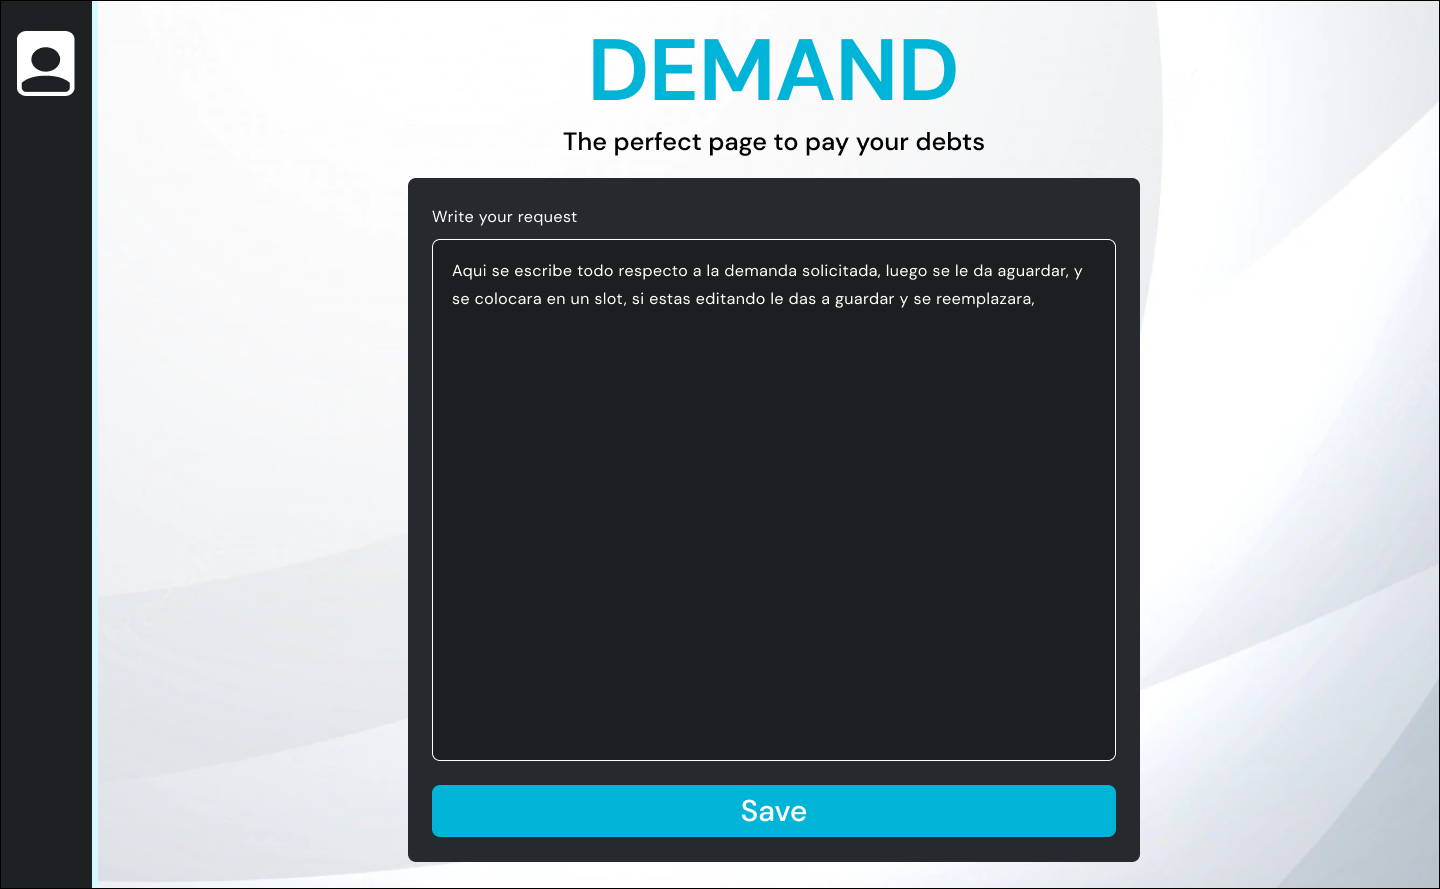 DEMAND
The perfect page to pay your debts
Write your request
Aqui se escribe todo respecto a la demanda solicitada, luego se le da aguardar, y
se colocara en un slot, si estas editando le das a guardar y se reemplazara,
Save